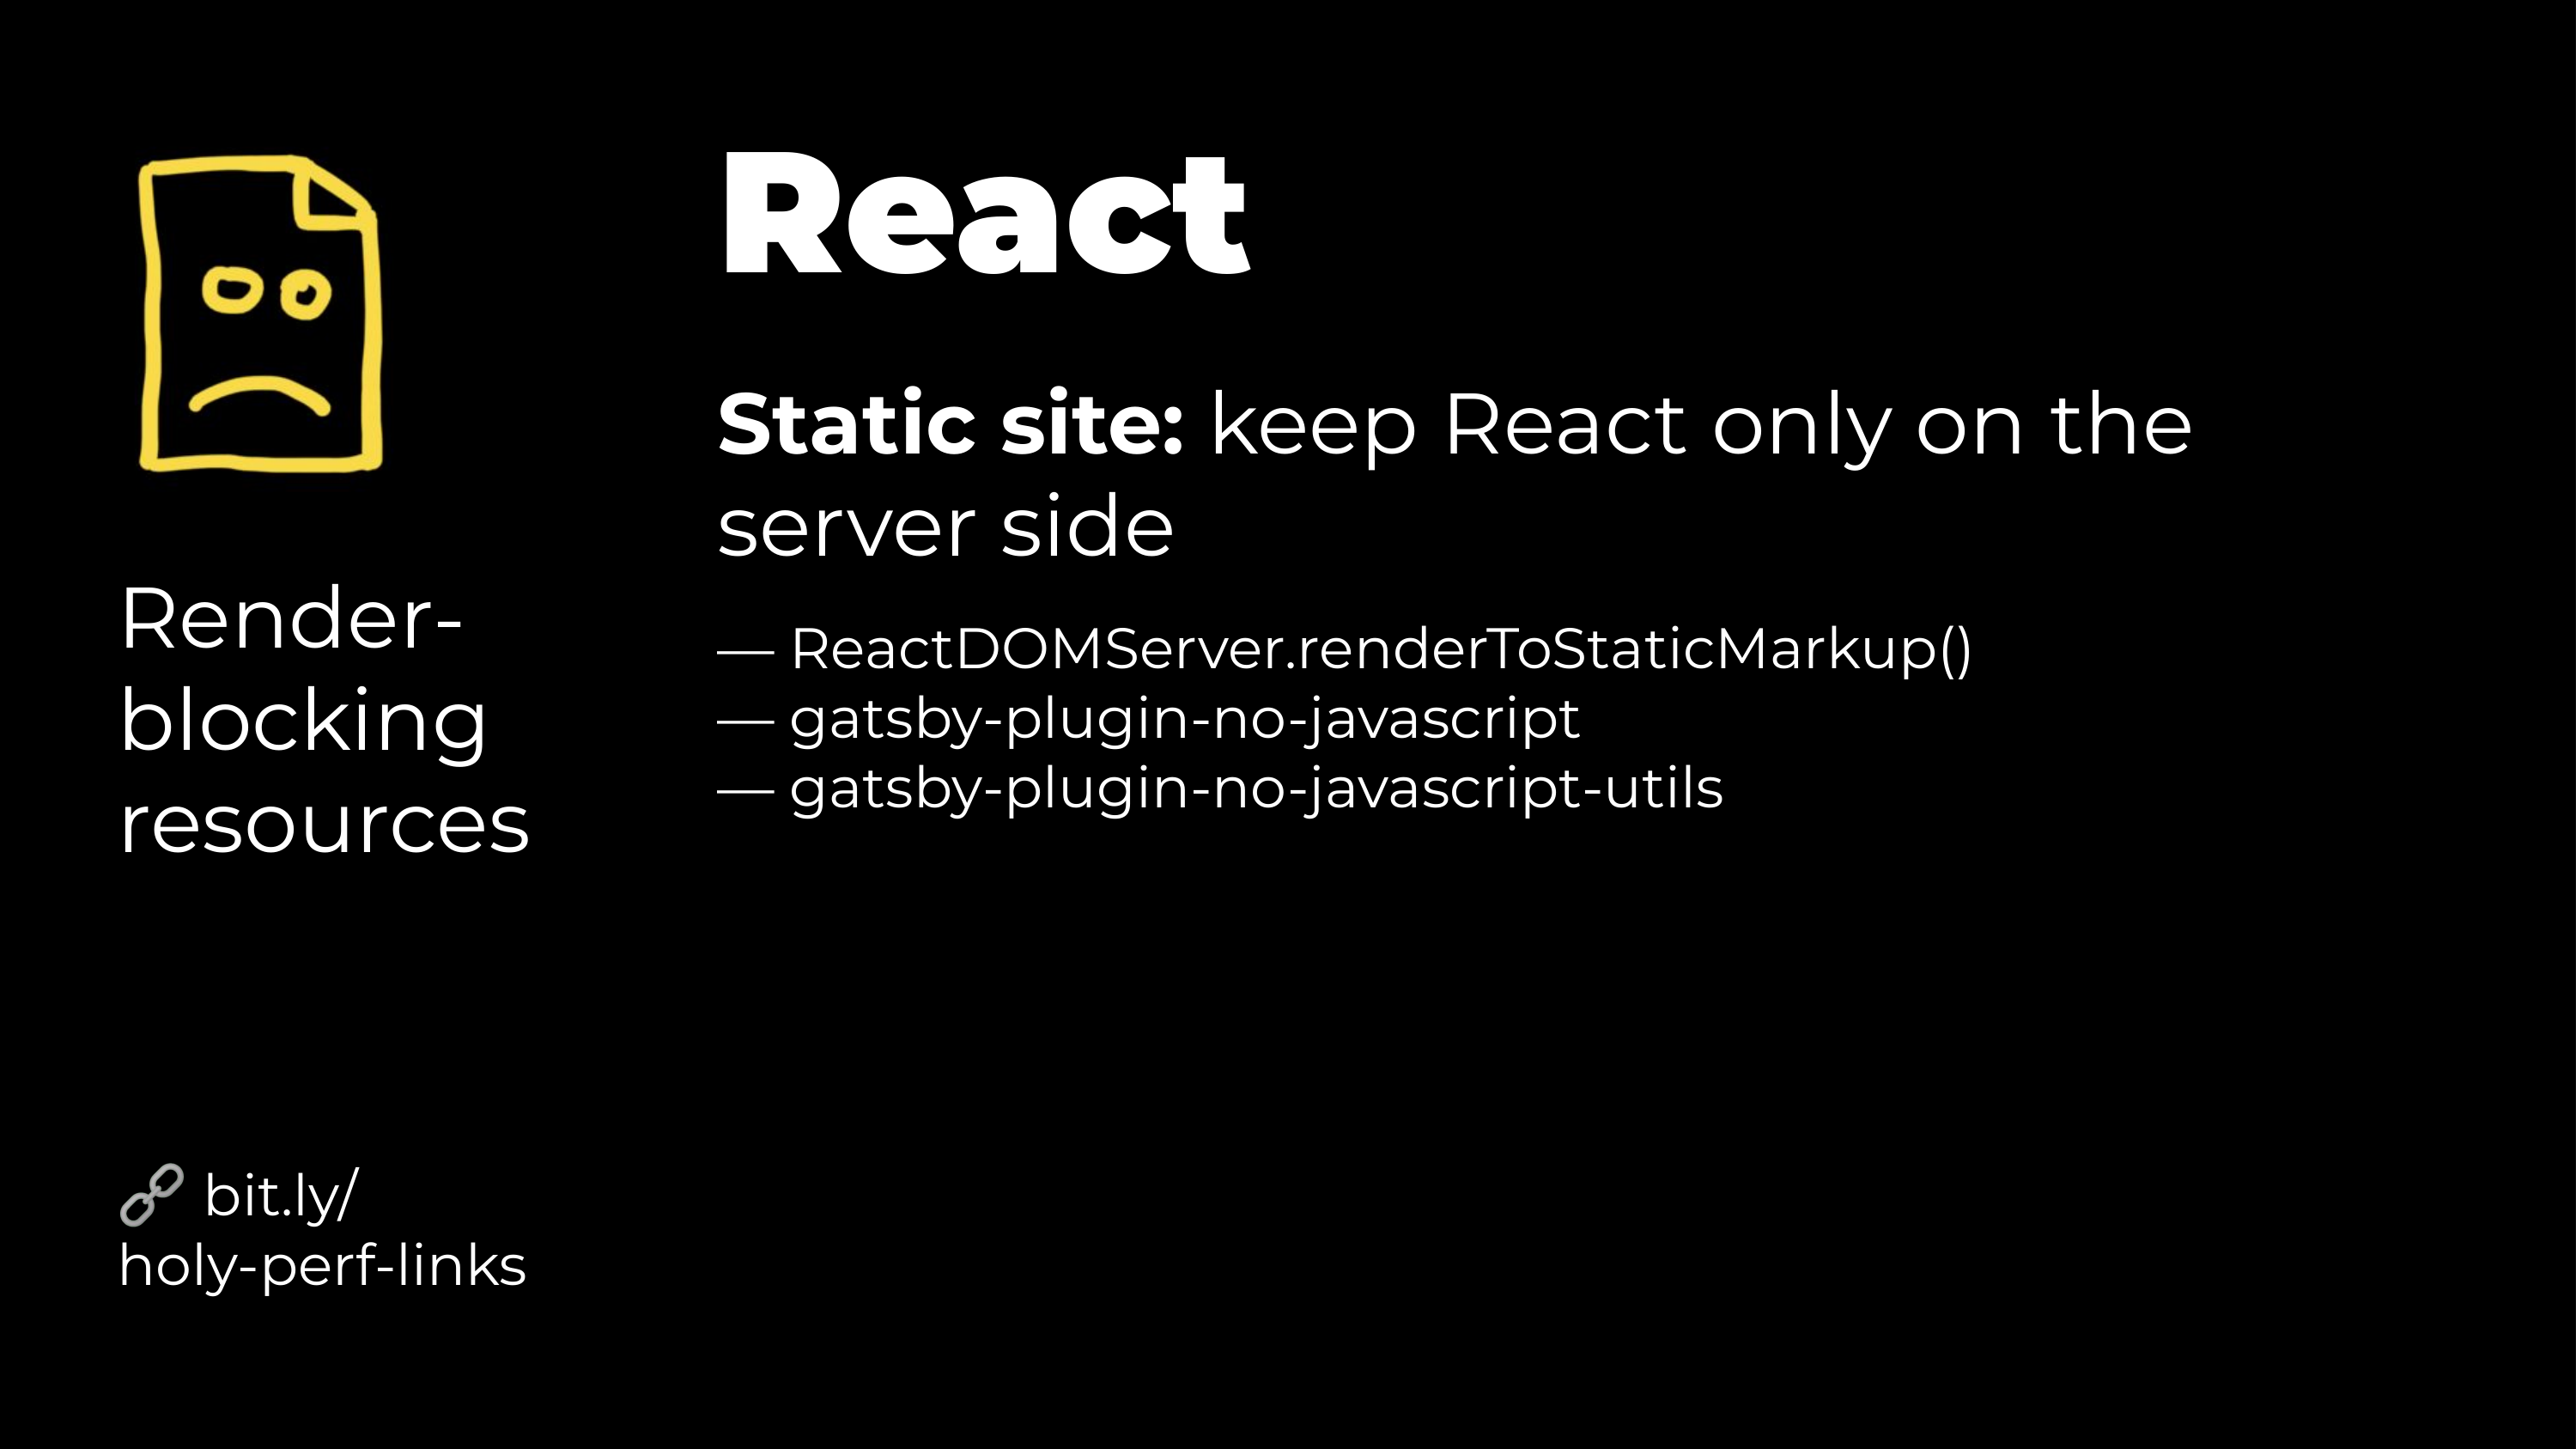 React
Static site: keep React only on the
server side
— ReactDOMServer.renderToStaticMarkup()
— gatsby-plugin-no-javascript
— gatsby-plugin-no-javascript-utils
Render-
blocking
resources
🔗 bit.ly/
holy-perf-links